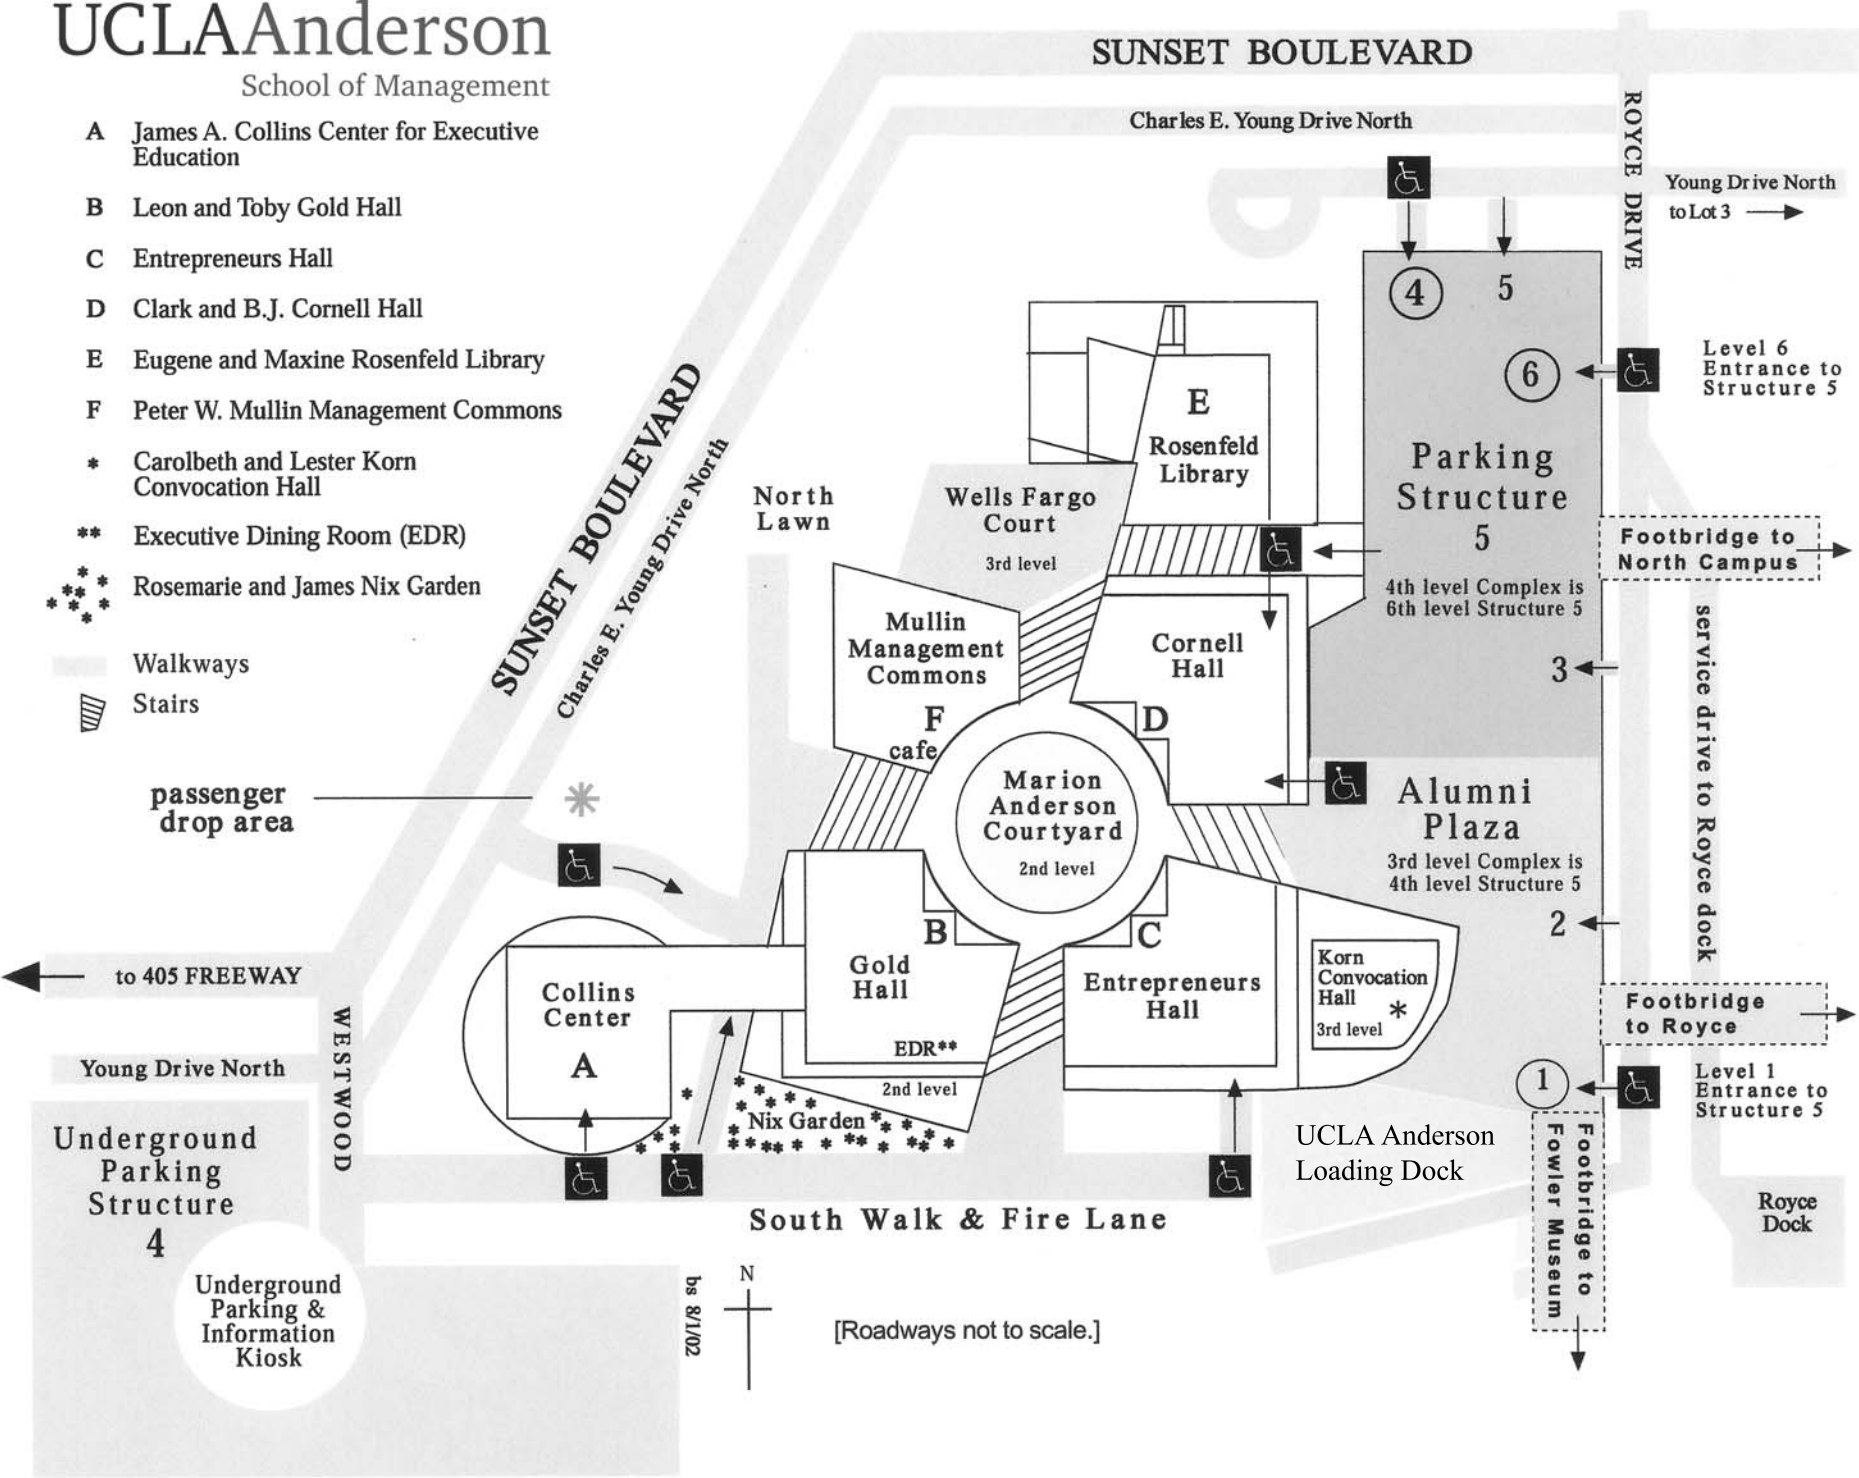 UCLAAnderson
School of Management
A James A. Collins Center for Executive
Education
B Leon and Toby Gold Hall
C Entrepreneurs Hall
D Clark and B.J. Cornell Hall
E Eugene and Maxine Rosenfeld Library
F Peter W. Mullin Management Commons
* Carolbeth and Lester Korn
Convocation Hall
** Executive Dining Room (EDR)
Rosemarie and James Nix Garden
Walkways
Stairs
passenger
drop area
SUNSET BOULEVARD
Charles E. Young Drive North
ROYCE DRIVE
Young Drive North
to Lot 3
SUNSET BOULEVARD
Charles E. Young Drive North
4
5
6
Level 6
Entrance to
Structure 5
Parking
Structure
5
4th level Complex is
6th level Structure 5
3
Footbridge to
North Campus
service drive to Royce dock
E
Rosenfeld
Library
North
Lawn
Wells Fargo
Court
3rd level
Mullin
Management
Commons
F
cafe
Cornell
Hall
D
Marion
Anderson
Courtyard
2nd level
Alumni
Plaza
3rd level Complex is
4th level Structure 5
2
B
Gold
Hall
EDR**
2nd level
C
Entrepreneurs
Hall
Korn
Convocation
Hall
*
3rd level
Footbridge
to Royce
1
Level 1
Entrance to
Structure 5
Collins
Center
A
Nix Garden
to 405 FREEWAY
WESTWOOD
Young Drive North
Underground
Parking
Structure
4
Underground
Parking &
Information
Kiosk
UCLA Anderson
Loading Dock
Footbridge to
Fowler Museum
Royce
Dock
South Walk & Fire Lane
bs 8/1/02
N
[Roadways not to scale.]